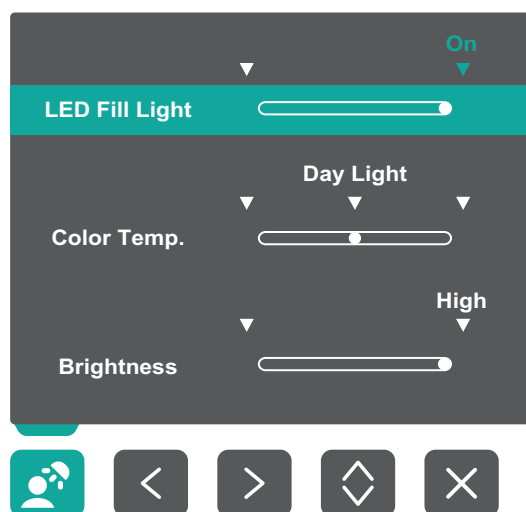 On
LED Fill Light
Day Light
Color Temp.
High
Brightness